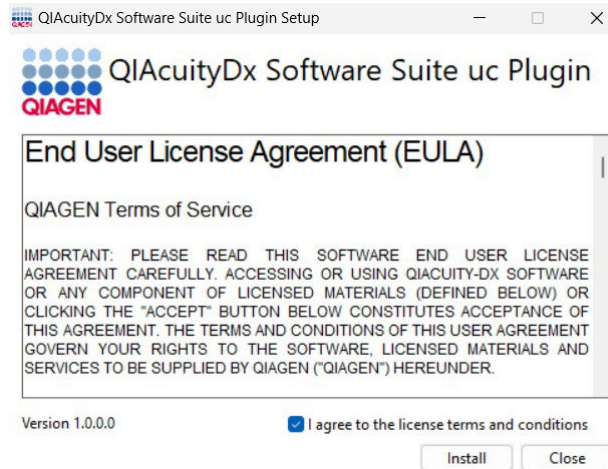 QIAcuityDx Software Suite uc Plugin Setup
QIAcuityDx Software Suite uc Plugin
QIAGEN
End User License Agreement (EULA)
QIAGEN Terms of Service
IMPORTANT: PLEASE READ THIS SOFTWARE END USER LICENSE
AGREEMENT CAREFULLY. ACCESSING OR USING QIACUITY-DX SOFTWARE
OR ANY COMPONENT OF LICENSED MATERIALS (DEFINED BELOW) OR
CLICKING THE "ACCEPT" BUTTON BELOW CONSTITUTES ACCEPTANCE OF
THIS AGREEMENT. THE TERMS AND CONDITIONS OF THIS USER AGREEMENT
GOVERN YOUR RIGHTS TO THE SOFTWARE, LICENSED MATERIALS AND
SERVICES TO BE SUPPLIED BY QIAGEN ("QIAGEN") HEREUNDER.
Version 1.0.0.0
I agree to the license terms and conditions
Install
Close